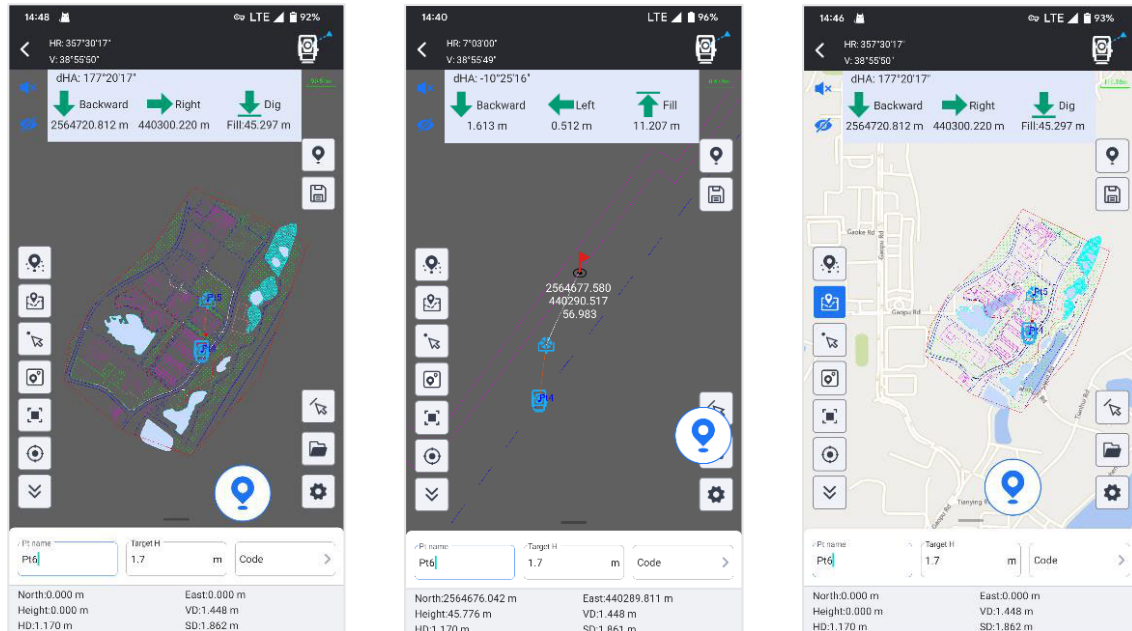 14:48 LTE 92%
HR: 357°30'17"
V: 38°55'50"
dHA: 177°20'17"
Backward Right Dig
2564720.812 m 440300.220 m Fill:45.297 m
Pt5
Pt4
Pt name Target H
Pt6 1.7 m Code
North:0.000 m East:0.000 m
Height:0.000 m VD:1.448 m
HD:1.170 m SD:1.862 m
14:40 LTE 96%
HR: 7°03'00"
V: 38°55'49"
dHA: -10°25'16"
Backward Left Fill
1.613 m 0.512 m 11.207 m
2564677.580
440290.517
56.983
Pt4
Pt name Target H
Pt6 1.7 m Code
North:2564676.042 m East:440289.811 m
Height:45.776 m VD:1.448 m
HD:1.170 m SD:1.861 m
14:46 LTE 93%
HR: 357°30'17"
V: 38°55'50"
dHA: 177°20'17"
Backward Right Dig
2564720.812 m 440300.220 m Fill:45.297 m
Gaoke Rd
Gaopu Rd
Gaopu Rd
Pt5
Pt4
Tianhui Rd
Tianying
Gaopu Rd
Pt name Target H
Pt6 1.7 m Code
North:0.000 m East:0.000 m
Height:0.000 m VD:1.448 m
HD:1.170 m SD:1.862 m